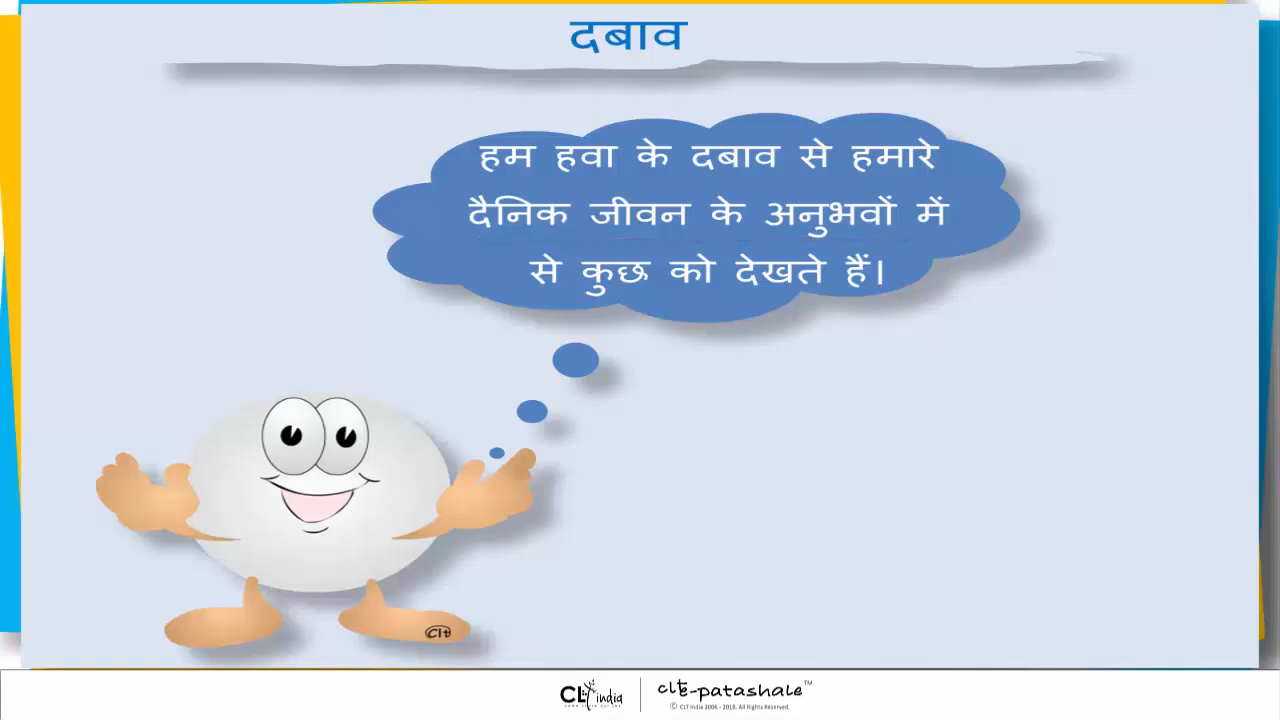 दबाव
हम हवा के दबाव से हमारे
दैनिक जीवन के अनुभवों में
से कुछ को देखते हैं।
clt
CLT india
clte-patashale™
© CLT India 2006 - 2018, All Rights Reserved.